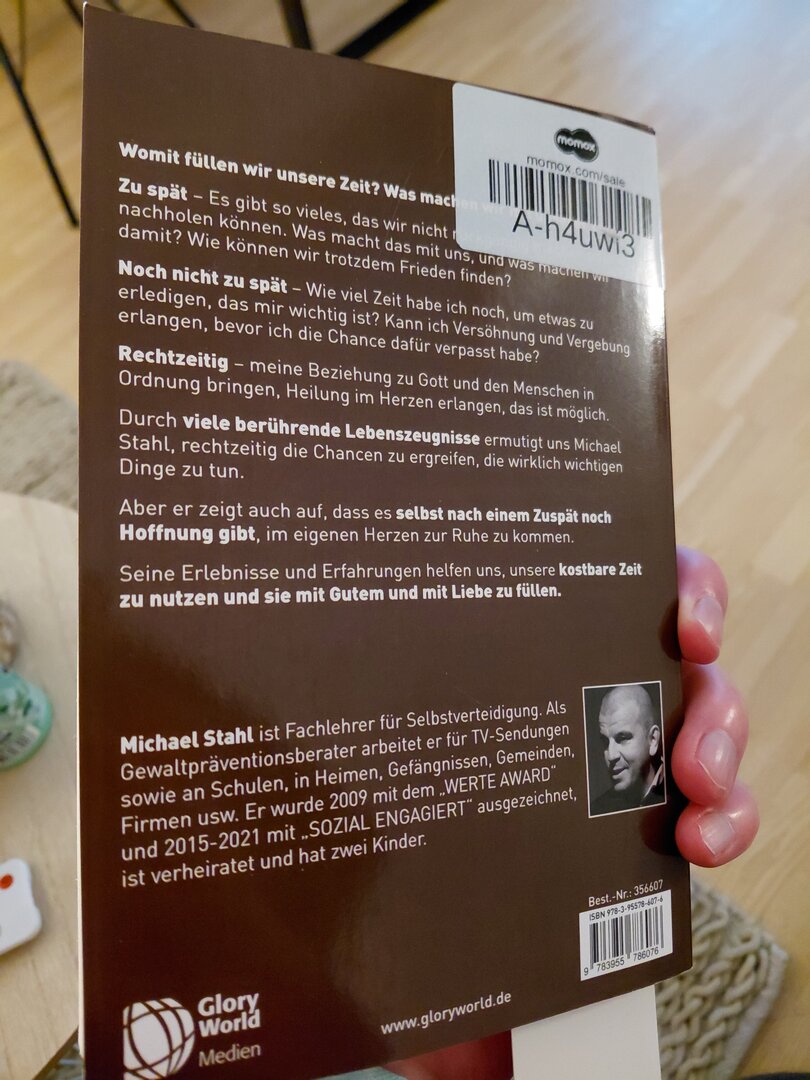 momox
momox.com/sale
A-h4uwi3
Womit füllen wir unsere Zeit? Was machen
Zu spät – Es gibt so vieles, das wir nicht
nachholen können. Was macht das mit uns, und was machen wir
damit? Wie können wir trotzdem Frieden finden?
Noch nicht zu spät – Wie viel Zeit habe ich noch, um etwas zu
erledigen, das mir wichtig ist? Kann ich Versöhnung und Vergebung
erlangen, bevor ich die Chance dafür verpasst habe?
Rechtzeitig – meine Beziehung zu Gott und den Menschen in
Ordnung bringen, Heilung im Herzen erlangen, das ist möglich.
Durch viele berührende Lebenszeugnisse ermutigt uns Michael
Stahl, rechtzeitig die Chancen zu ergreifen, die wirklich wichtigen
Dinge zu tun.
Aber er zeigt auch auf, dass es selbst nach einem Zuspät noch
Hoffnung gibt, im eigenen Herzen zur Ruhe zu kommen.
Seine Erlebnisse und Erfahrungen helfen uns, unsere kostbare Zeit
zu nutzen und sie mit Gutem und mit Liebe zu füllen.
Michael Stahl ist Fachlehrer für Selbstverteidigung. Als
Gewaltpräventionsberater arbeitet er für TV-Sendungen
sowie an Schulen, in Heimen, Gefängnissen, Gemeinden,
Firmen usw. Er wurde 2009 mit dem „WERTE AWARD"
und 2015-2021 mit „SOZIAL ENGAGIERT" ausgezeichnet,
ist verheiratet und hat zwei Kinder.
Best.-Nr.: 356607
ISBN 978-3-95578-607-6
9 783955 786076
Glory
World
Medien
www.gloryworld.de